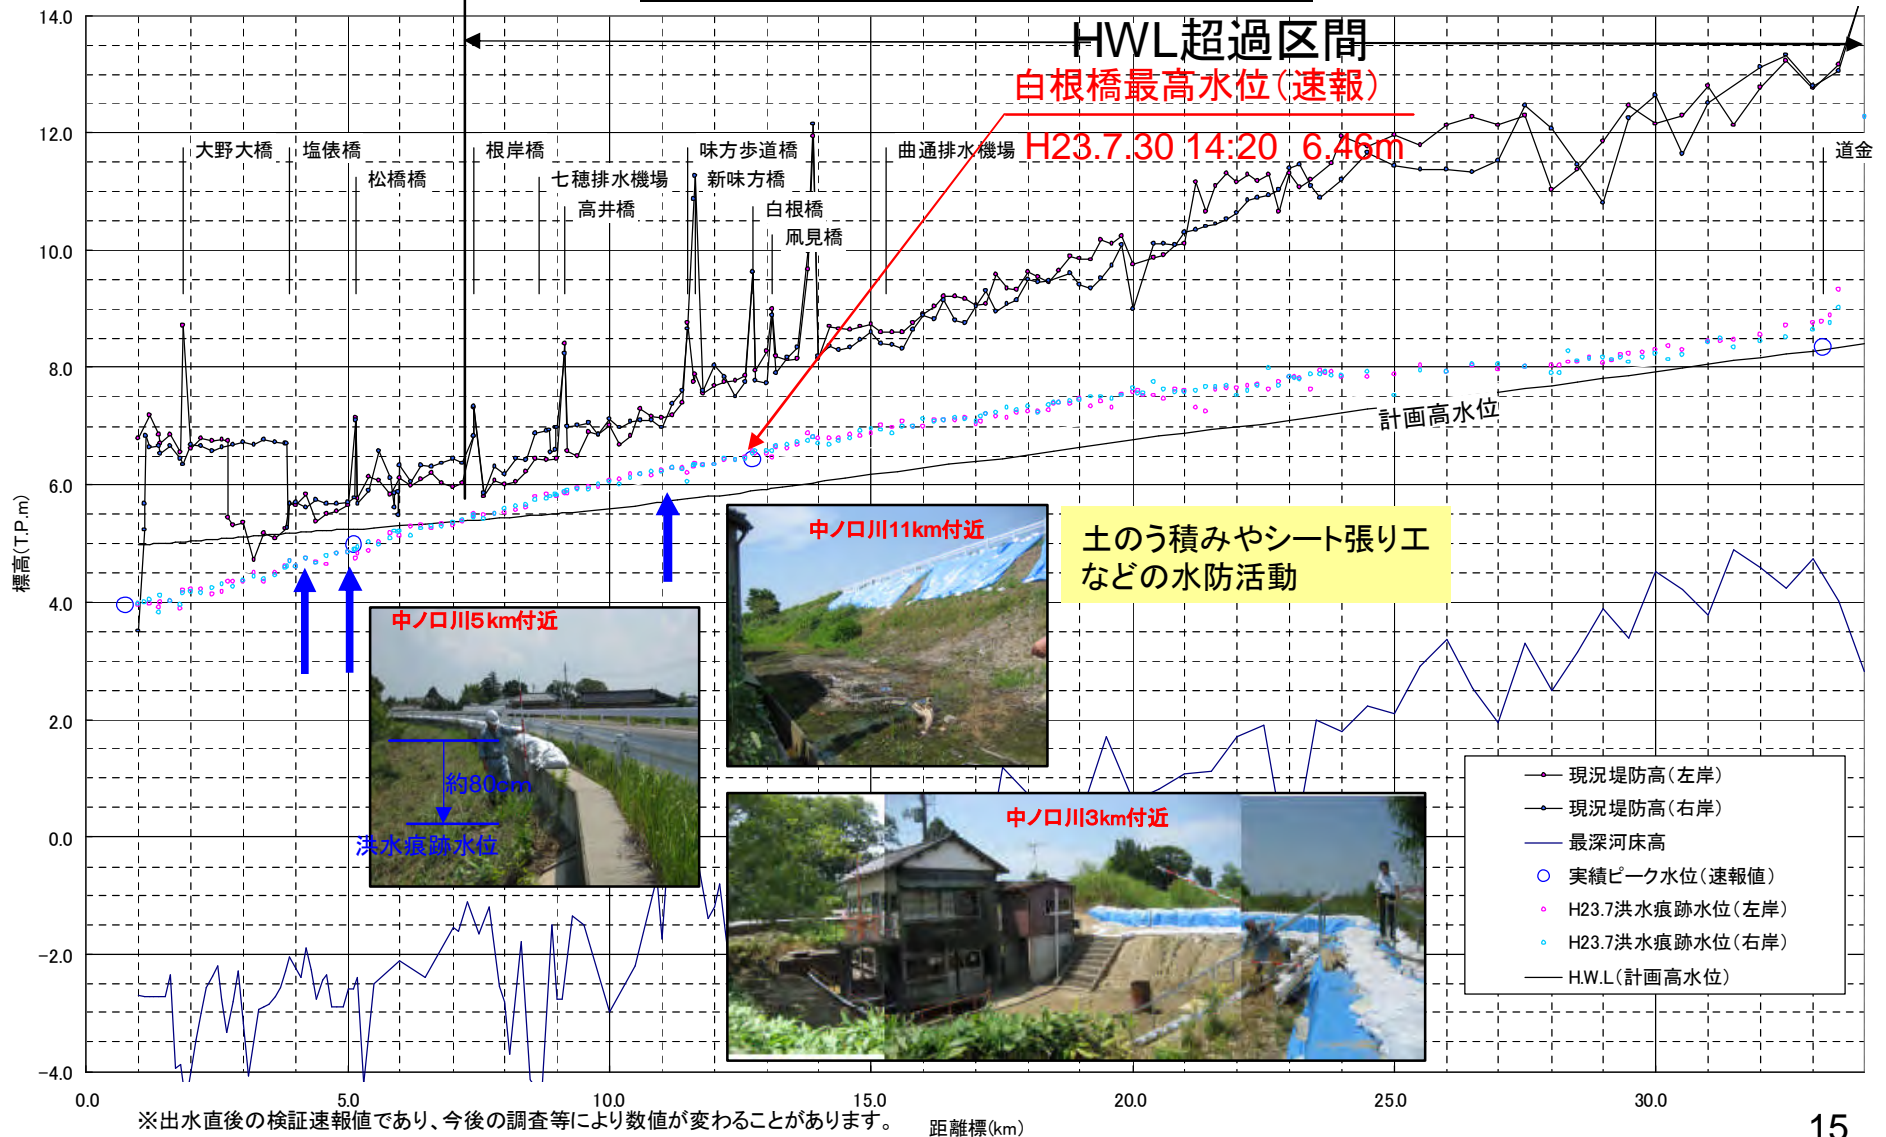 HWL超過区間
白根橋最高水位(速報)
H23.7.30 14:20 6.46m
大野大橋
塩俵橋
松橋橋
根岸橋
七穂排水機場
高井橋
味方歩道橋
新味方橋
白根橋
凧見橋
曲通排水機場
道金
計画高水位
標高(T.P.m)
14.0
12.0
10.0
8.0
6.0
4.0
2.0
0.0
-2.0
-4.0
中ノ口川11km付近
土のう積みやシート張り工
などの水防活動
中ノ口川5km付近
約80cm
洪水痕跡水位
中ノ口川3km付近
現況堤防高(左岸)
現況堤防高(右岸)
最深河床高
実績ピーク水位(速報値)
H23.7洪水痕跡水位(左岸)
H23.7洪水痕跡水位(右岸)
H.W.L(計画高水位)
0.0
5.0
10.0
15.0
20.0
25.0
30.0
※出水直後の検証速報値であり、今後の調査等により数値が変わることがあります。
距離標(km)
15